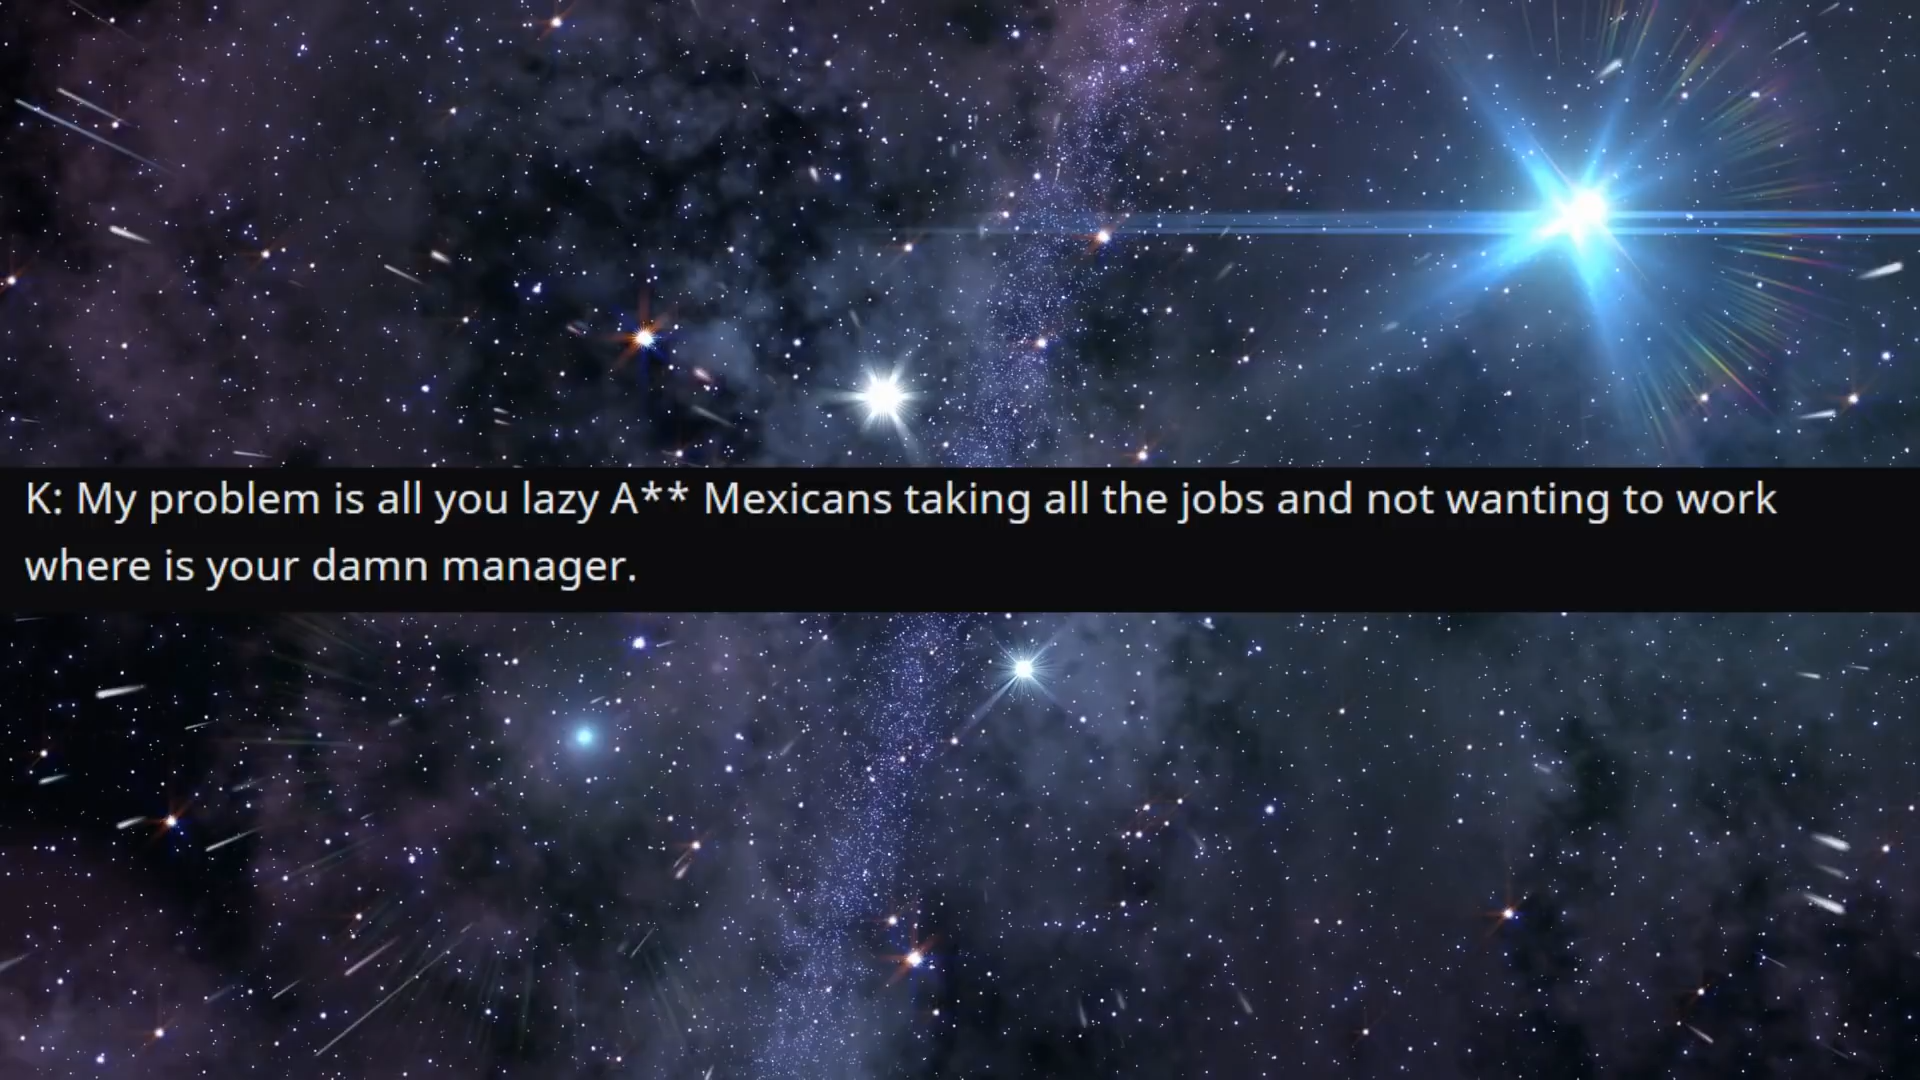 K: My problem is all you lazy A** Mexicans taking all the jobs and not wanting to work
where is your damn manager.